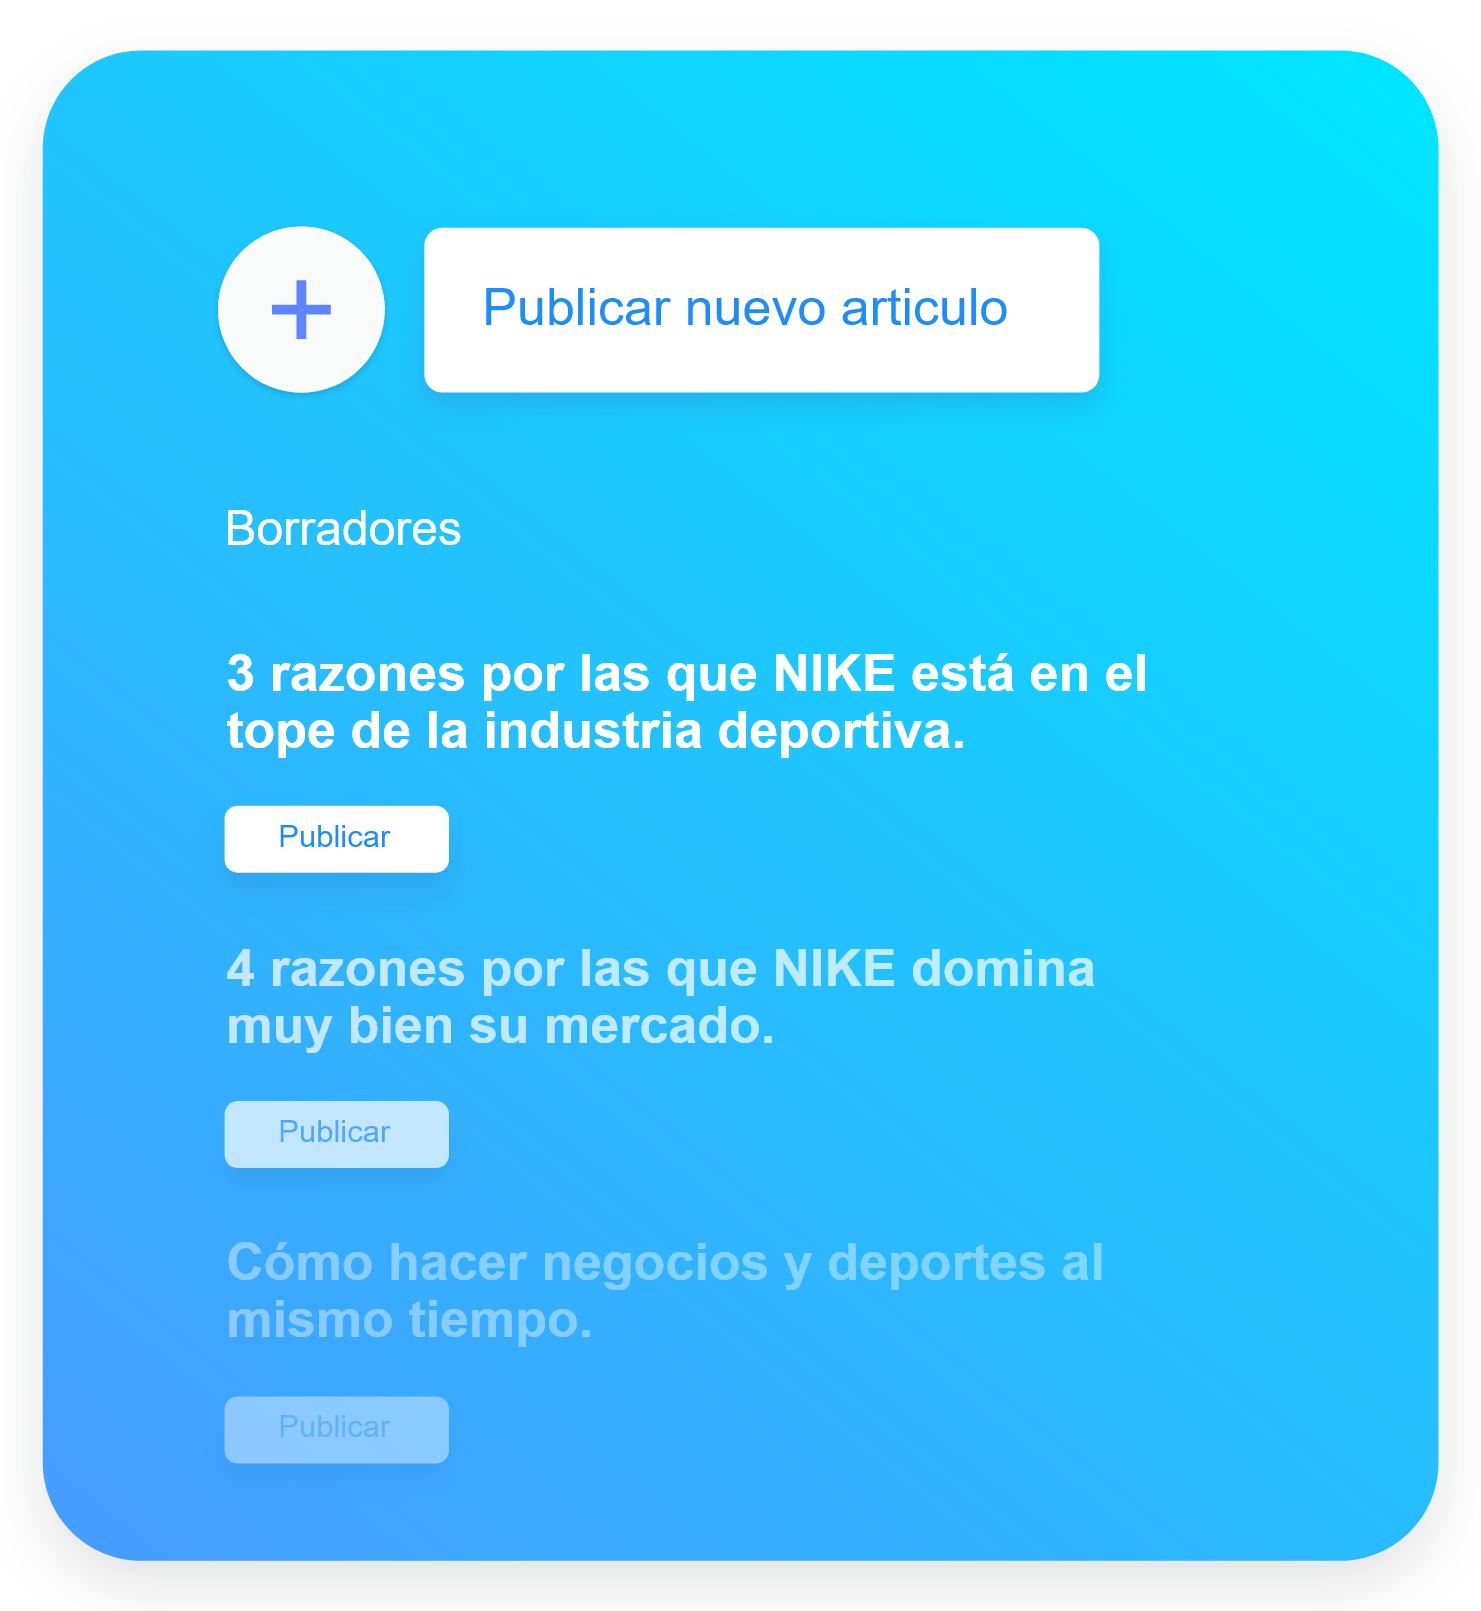 +
Publicar nuevo articulo
Borradores
3 razones por las que NIKE está en el
tope de la industria deportiva.
Publicar
4 razones por las que NIKE domina
muy bien su mercado.
Publicar
Cómo hacer negocios y deportes al
mismo tiempo.
Publicar